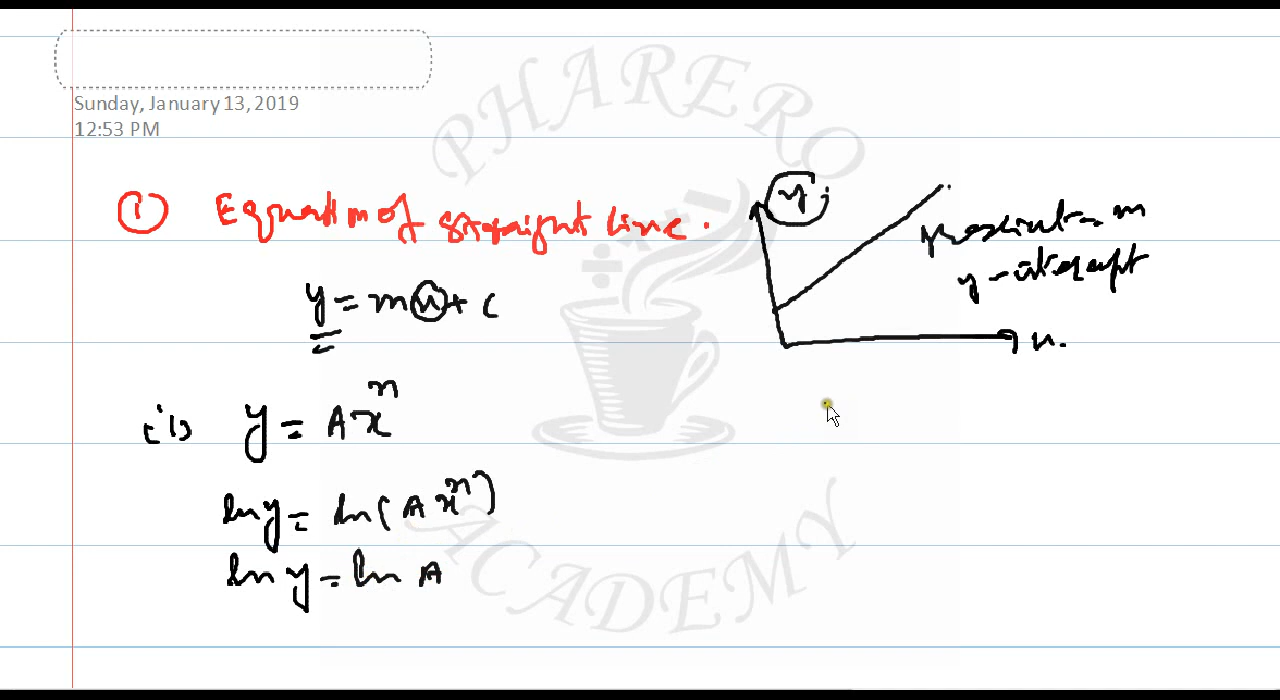 Sunday, January 13, 2019
12:53 PM
PHARERO
① Equation of straight line.
y = mx + c
y
gradient = m
y-intercept
x.
(i) y = Axⁿ
ln y = ln(Axⁿ)
ln y = ln A
ACADEMY